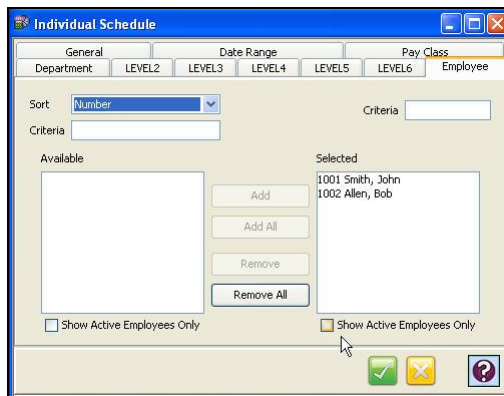 Individual Schedule
General Date Range Pay Class
Department LEVEL2 LEVEL3 LEVEL4 LEVEL5 LEVEL6 Employee
Sort Number Criteria
Criteria
Available Selected
1001 Smith, John
1002 Allen, Bob
Add
Add All
Remove
Remove All
Show Active Employees Only Show Active Employees Only
?